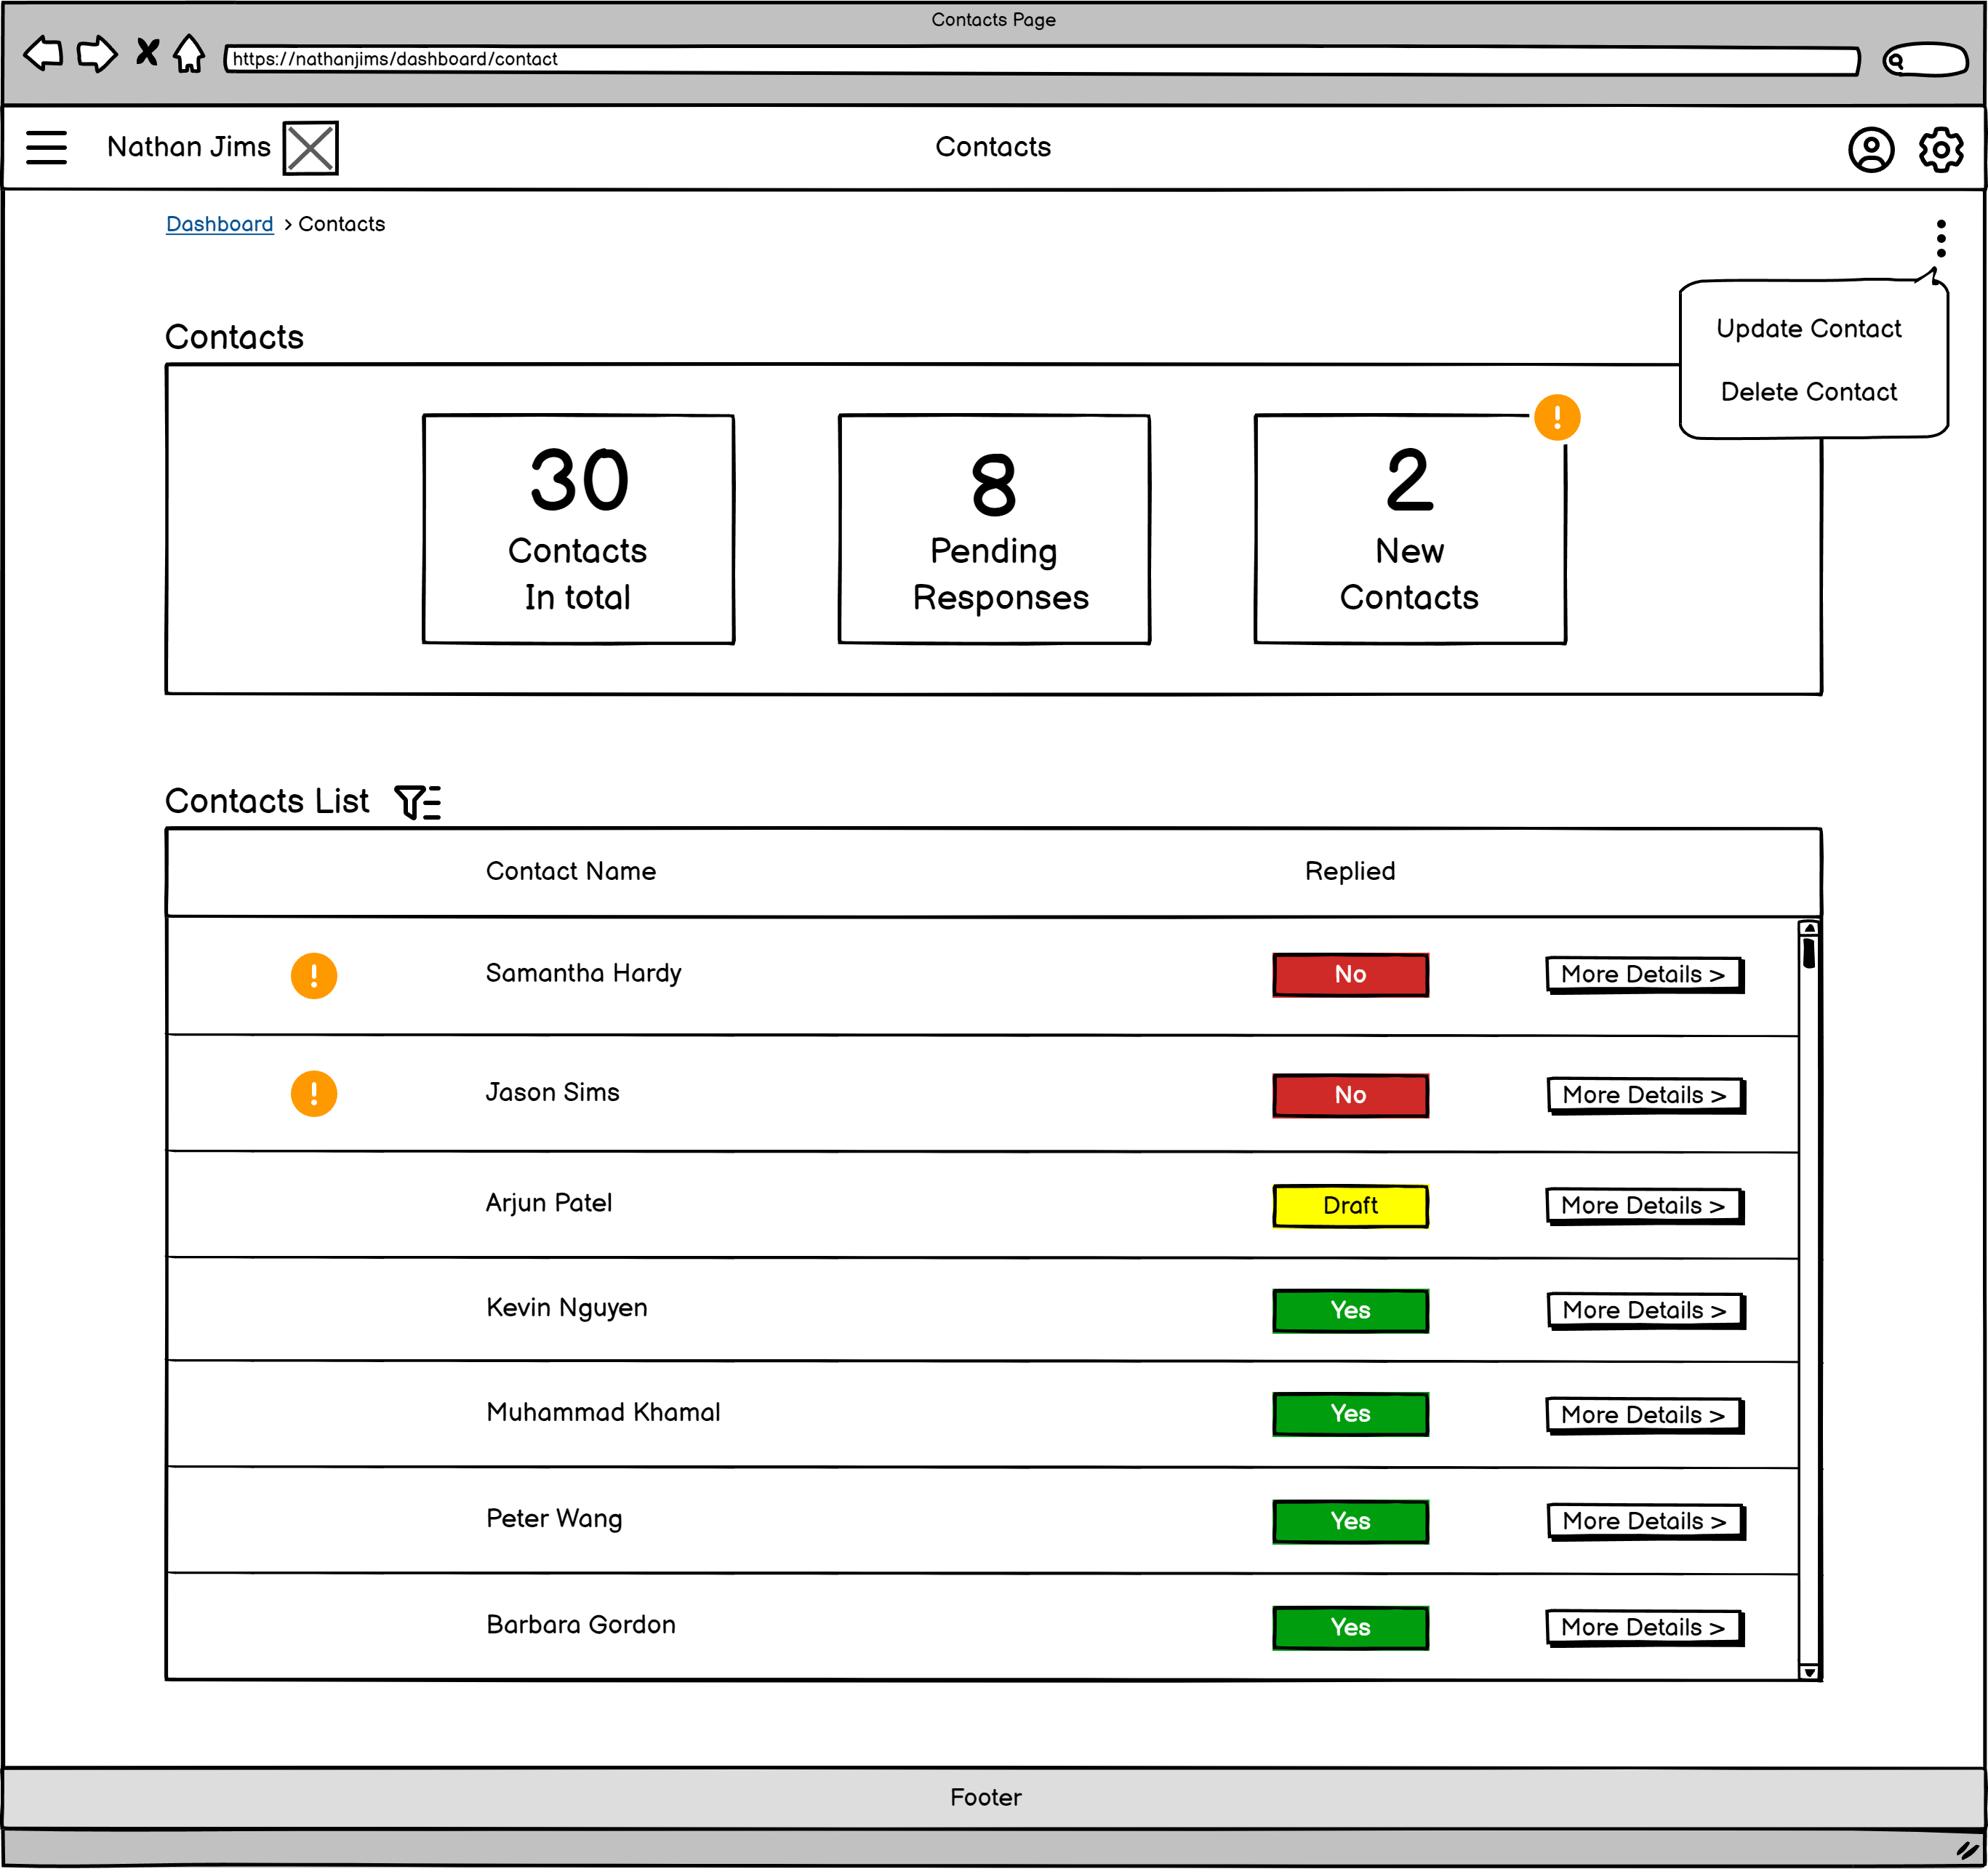 Contacts Page
https://nathanjims/dashboard/contact
Nathan Jims
Contacts
Dashboard > Contacts
Update Contact
Delete Contact
Contacts
30
Contacts
In total
8
Pending
Responses
!
2
New
Contacts
Contacts List
Contact Name Replied
! Samantha Hardy No More Details >
! Jason Sims No More Details >
Arjun Patel Draft More Details >
Kevin Nguyen Yes More Details >
Muhammad Khamal Yes More Details >
Peter Wang Yes More Details >
Barbara Gordon Yes More Details >
Footer